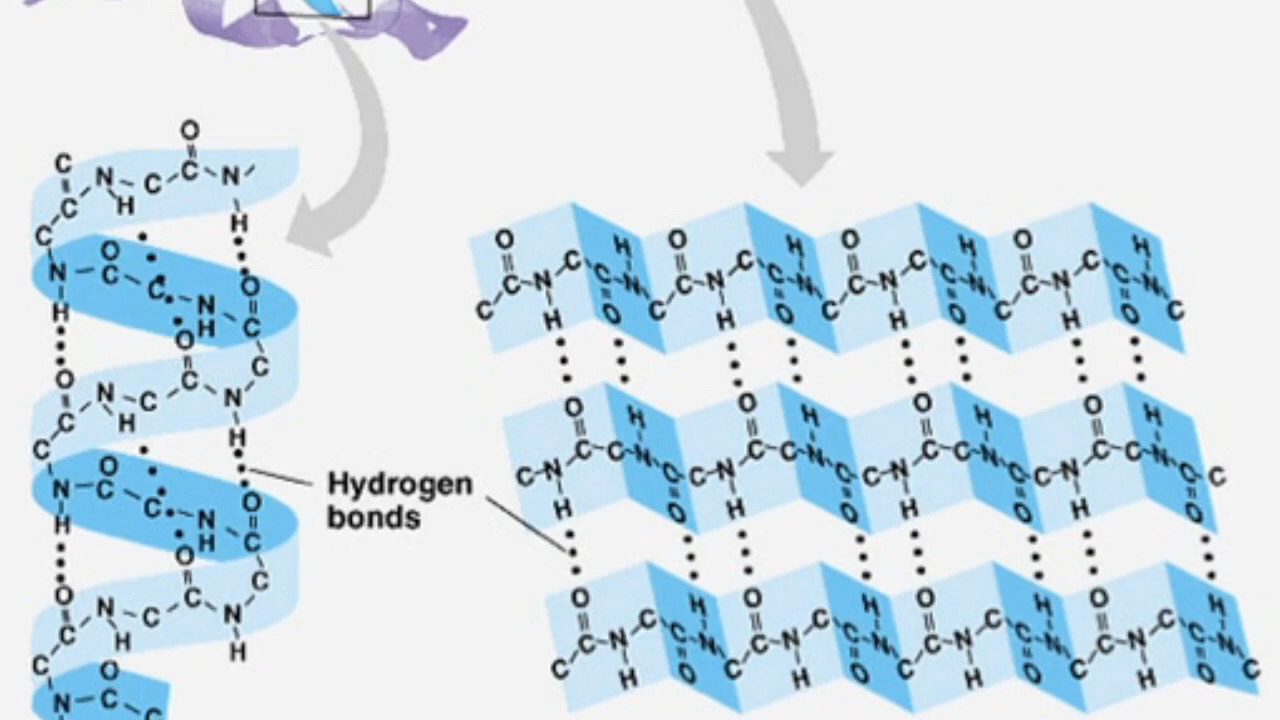 O
C N C C N
C H H
C O
N C C O
H N C
H O
O C C
C N C N
C H H
O
N C C O
H N C
H O
O C C
C N C N
C H H
O
N C C
Hydrogen
bonds
O H O H O H O H
C C N C C N C C N C C N C C N C C N C C N C C N C
H O H O H O H O
O H O H O H O H
C N C C N C C N C C N C C N C C N C C N C C N C C
H O H O H O H O
O H O H O H O H
C C N C C N C C N C C N C C N C C N C C N C C N C
H O H O H O H O